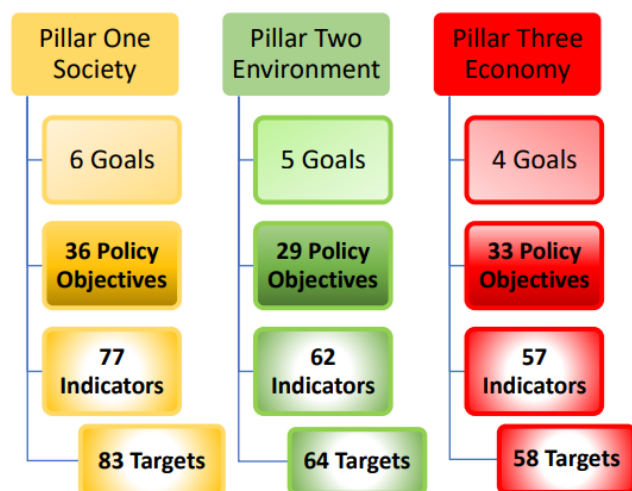 Pillar One
Society
6 Goals
36 Policy
Objectives
77
Indicators
83 Targets
Pillar Two
Environment
5 Goals
29 Policy
Objectives
62
Indicators
64 Targets
Pillar Three
Economy
4 Goals
33 Policy
Objectives
57
Indicators
58 Targets